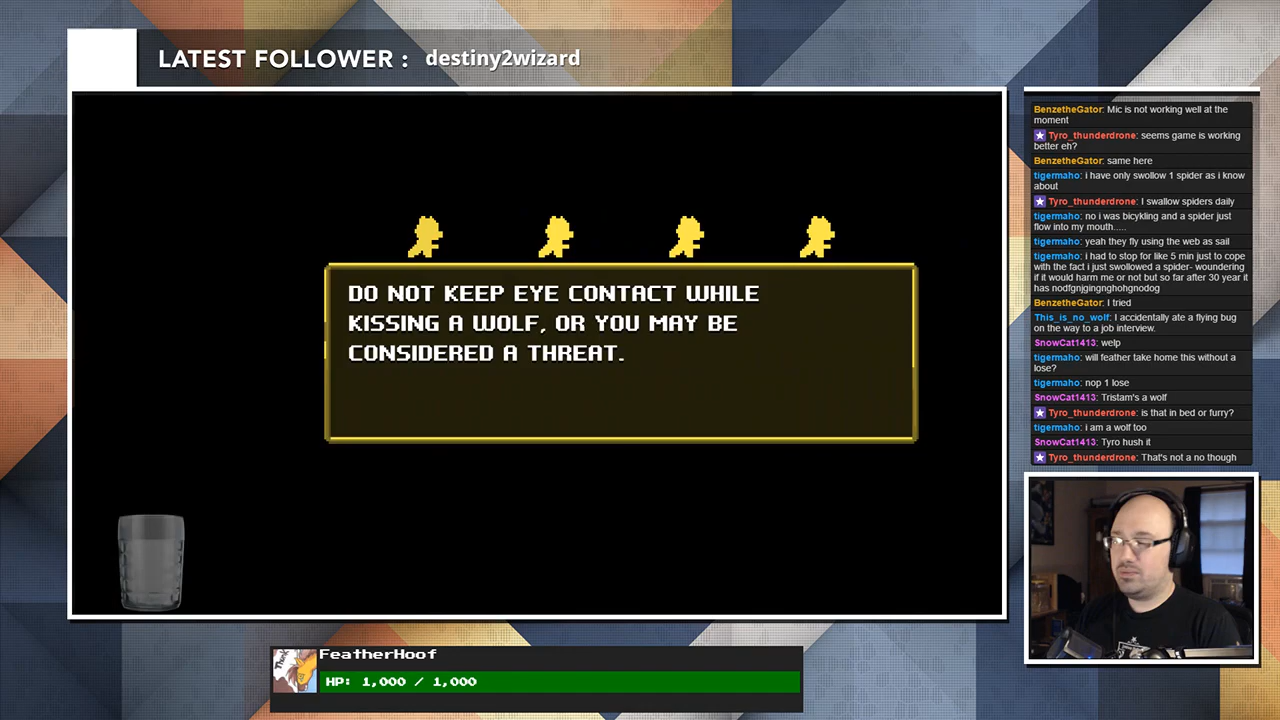 LATEST FOLLOWER : destiny2wizard
DO NOT KEEP EYE CONTACT WHILE
KISSING A WOLF, OR YOU MAY BE
CONSIDERED A THREAT.
BenzetheGator: Mic is not working well at the
moment
Tyro_thunderdrone: seems game is working
better eh?
BenzetheGator: same here
tigermaho: i have only swollow 1 spider as i know
about
Tyro_thunderdrone: I swallow spiders daily
tigermaho: no i was bicykling and a spider just
flow into my mouth.....
tigermaho: yeah they fly using the web as sail
tigermaho: i had to stop for like 5 min just to cope
with the fact i just swollowed a spider- woundering
if it would harm me or not but so far after 30 year it
has nodfgnjgingnghohgnodog
BenzetheGator: I tried
This_is_no_wolf: I accidentally ate a flying bug
on the way to a job interview.
SnowCat1413: welp
tigermaho: will feather take home this without a
lose?
tigermaho: nop 1 lose
SnowCat1413: Tristam's a wolf
Tyro_thunderdrone: is that in bed or furry?
tigermaho: i am a wolf too
SnowCat1413: Tyro hush it
Tyro_thunderdrone: That's not a no though
Think
FeatherHoof
HP: 1,000 / 1,000